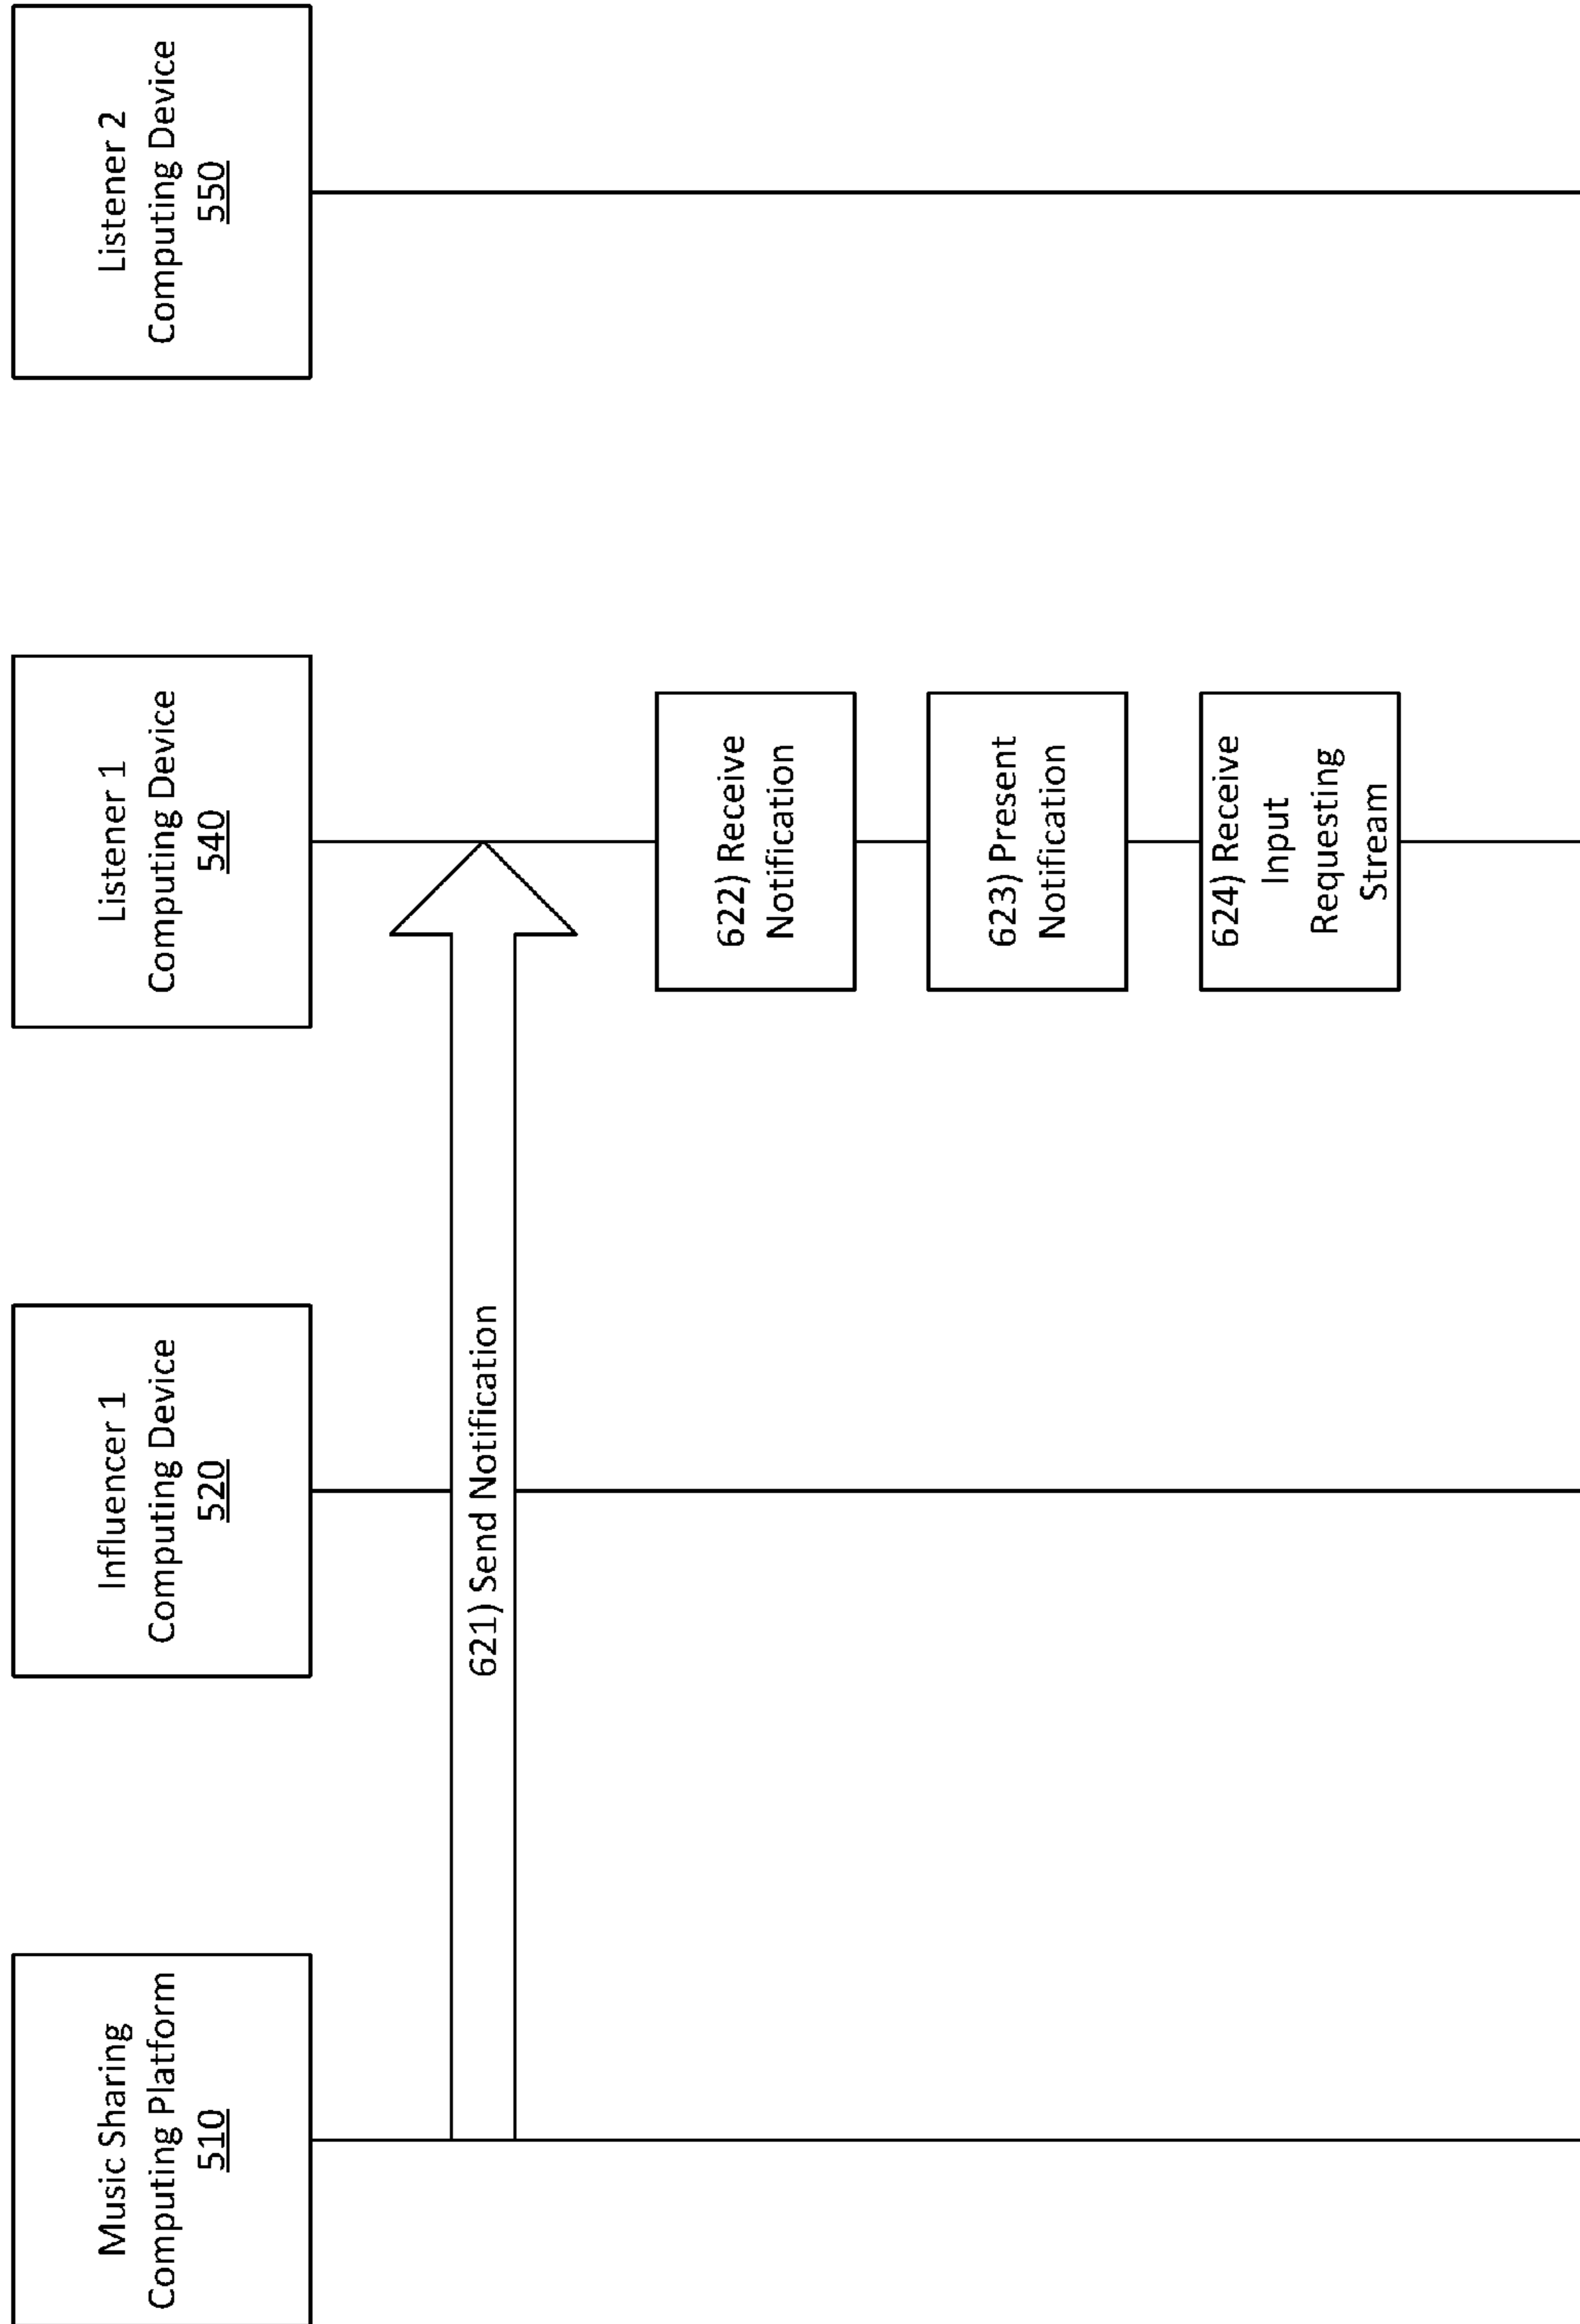 Music Sharing
Computing Platform
510
Influencer 1
Computing Device
520
Listener 1
Computing Device
540
Listener 2
Computing Device
550
621) Send Notification
622) Receive
Notification
623) Present
Notification
624) Receive
Input
Requesting
Stream